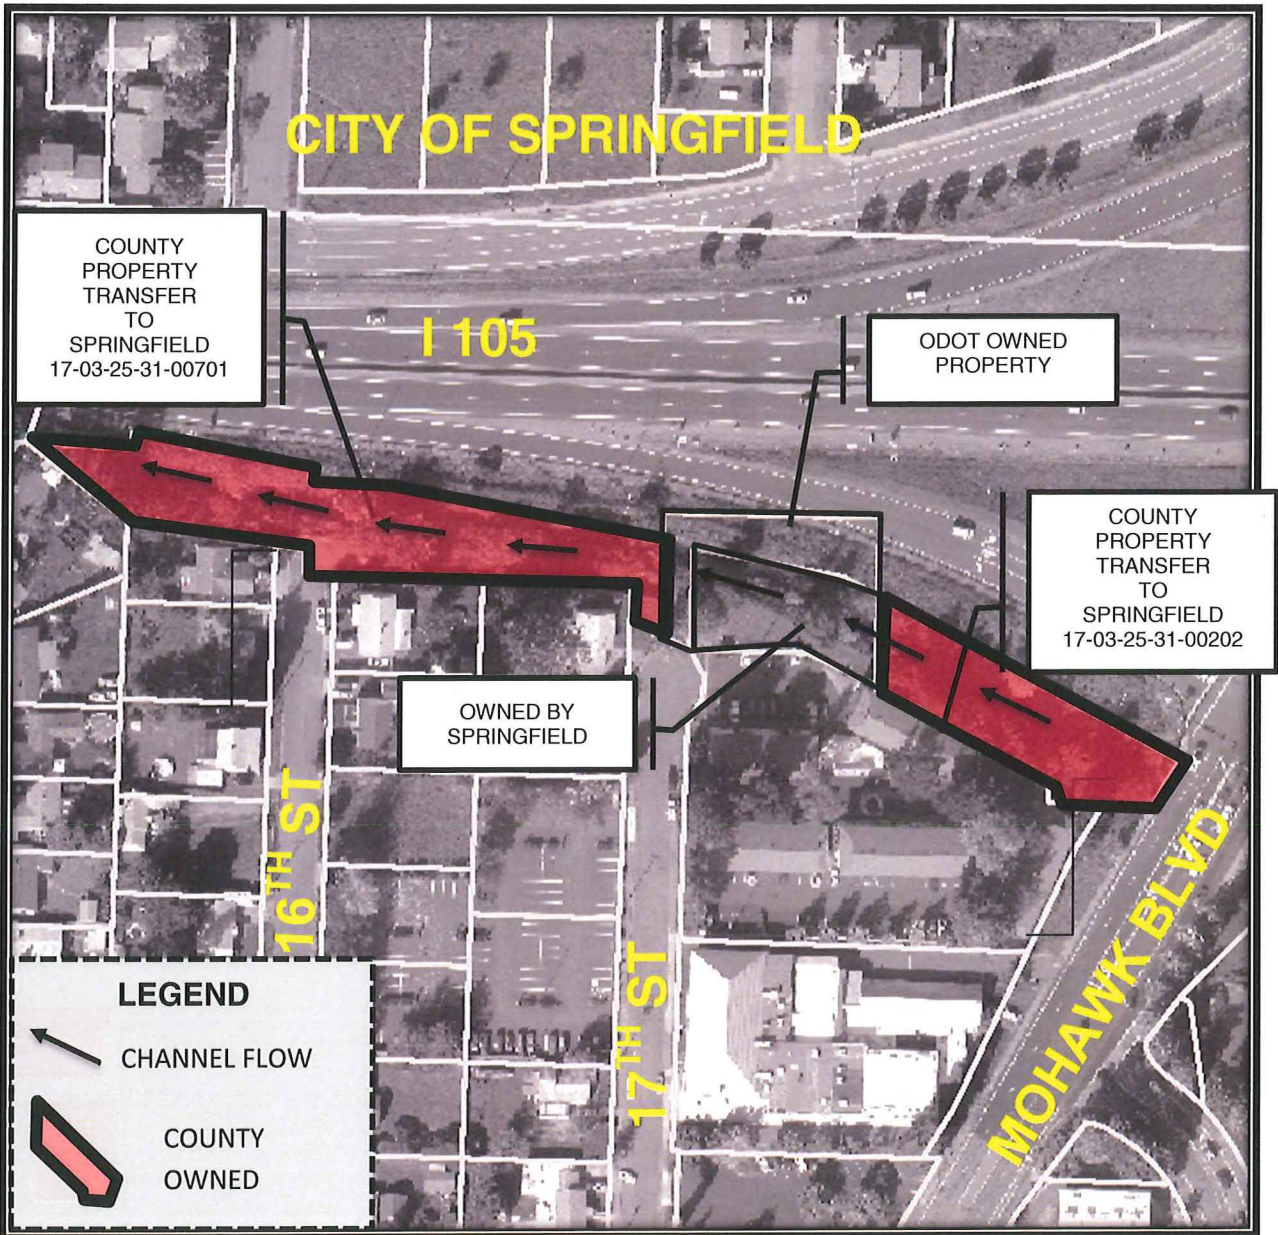 CITY OF SPRINGFIELD
COUNTY
PROPERTY
TRANSFER
TO
SPRINGFIELD
17-03-25-31-00701
I 105
ODOT OWNED
PROPERTY
COUNTY
PROPERTY
TRANSFER
TO
SPRINGFIELD
17-03-25-31-00202
OWNED BY
SPRINGFIELD
16TH ST
17TH ST
MOHAWK BLVD
LEGEND
CHANNEL FLOW
COUNTY
OWNED